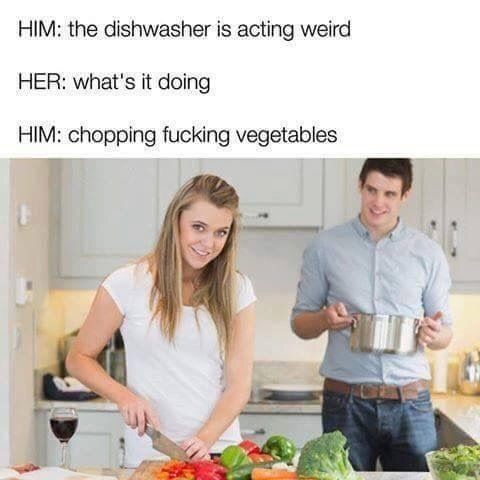 HIM: the dishwasher is acting weird
HER: what's it doing
HIM: chopping fucking vegetables